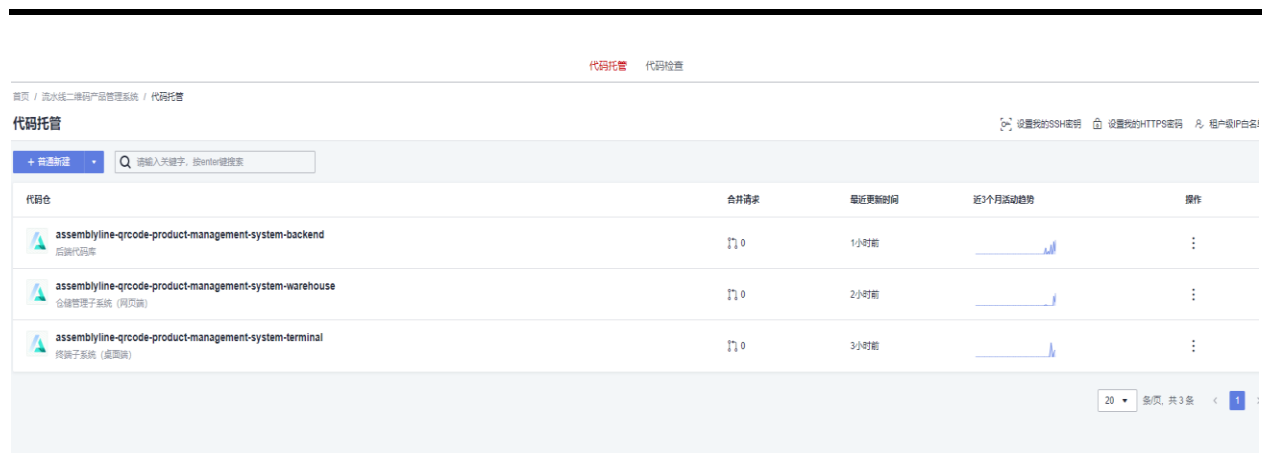 代码托管 代码检查
首页 / 流水线二维码产品管理系统 / 代码托管
代码托管 设置我的SSH密钥 设置我的HTTPS密码 租户级IP白名
+ 普通新建 请输入关键字，按enter键搜索
代码仓 合并请求 最近更新时间 近3个月活动趋势 操作
assemblyline-qrcode-product-management-system-backend
后端代码库 0 1小时前
assemblyline-qrcode-product-management-system-warehouse
仓储管理子系统（网页端） 0 2小时前
assemblyline-qrcode-product-management-system-terminal
终端子系统（桌面端） 0 3小时前
20 条/页, 共 3 条 < 1